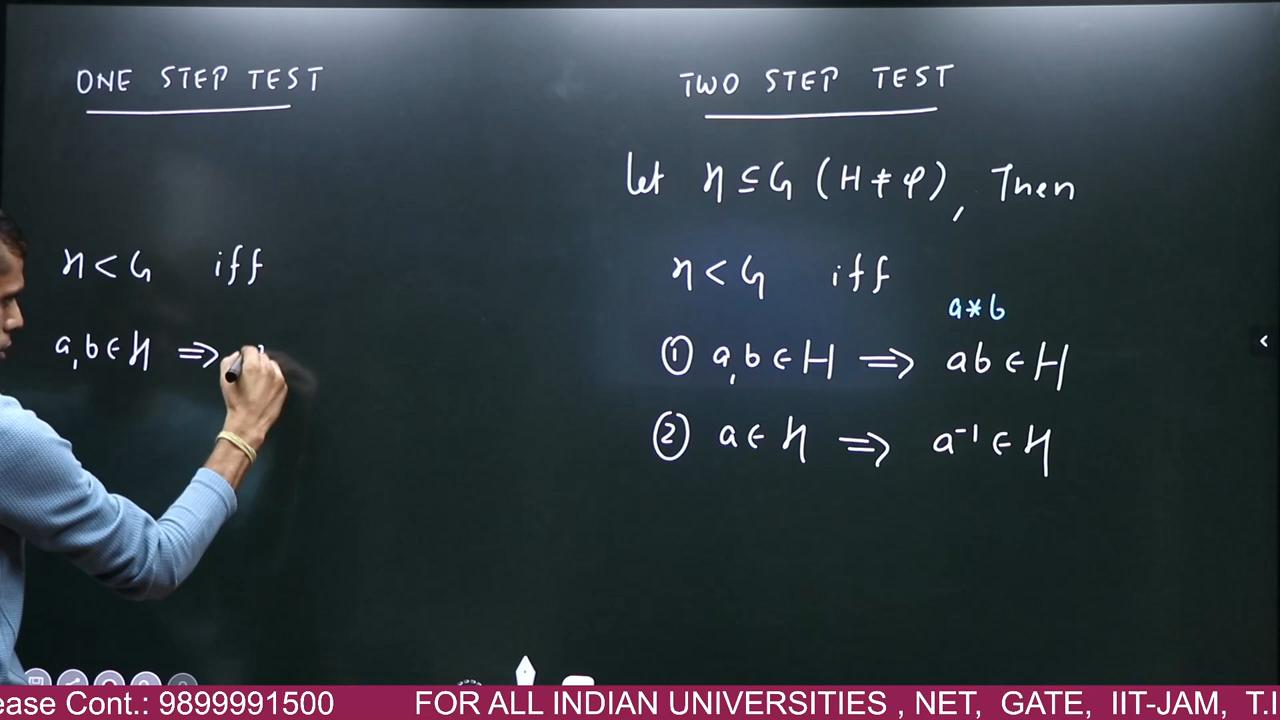 ONE STEP TEST
H < G iff
a, b ∈ H ⇒
TWO STEP TEST
Let H ⊆ G (H ≠ φ), Then
H < G iff
a * b
① a, b ∈ H ⇒ ab ∈ H
② a ∈ H ⇒ a⁻¹ ∈ H
<
ease Cont.: 9899991500 FOR ALL INDIAN UNIVERSITIES , NET, GATE, IIT-JAM, T.I